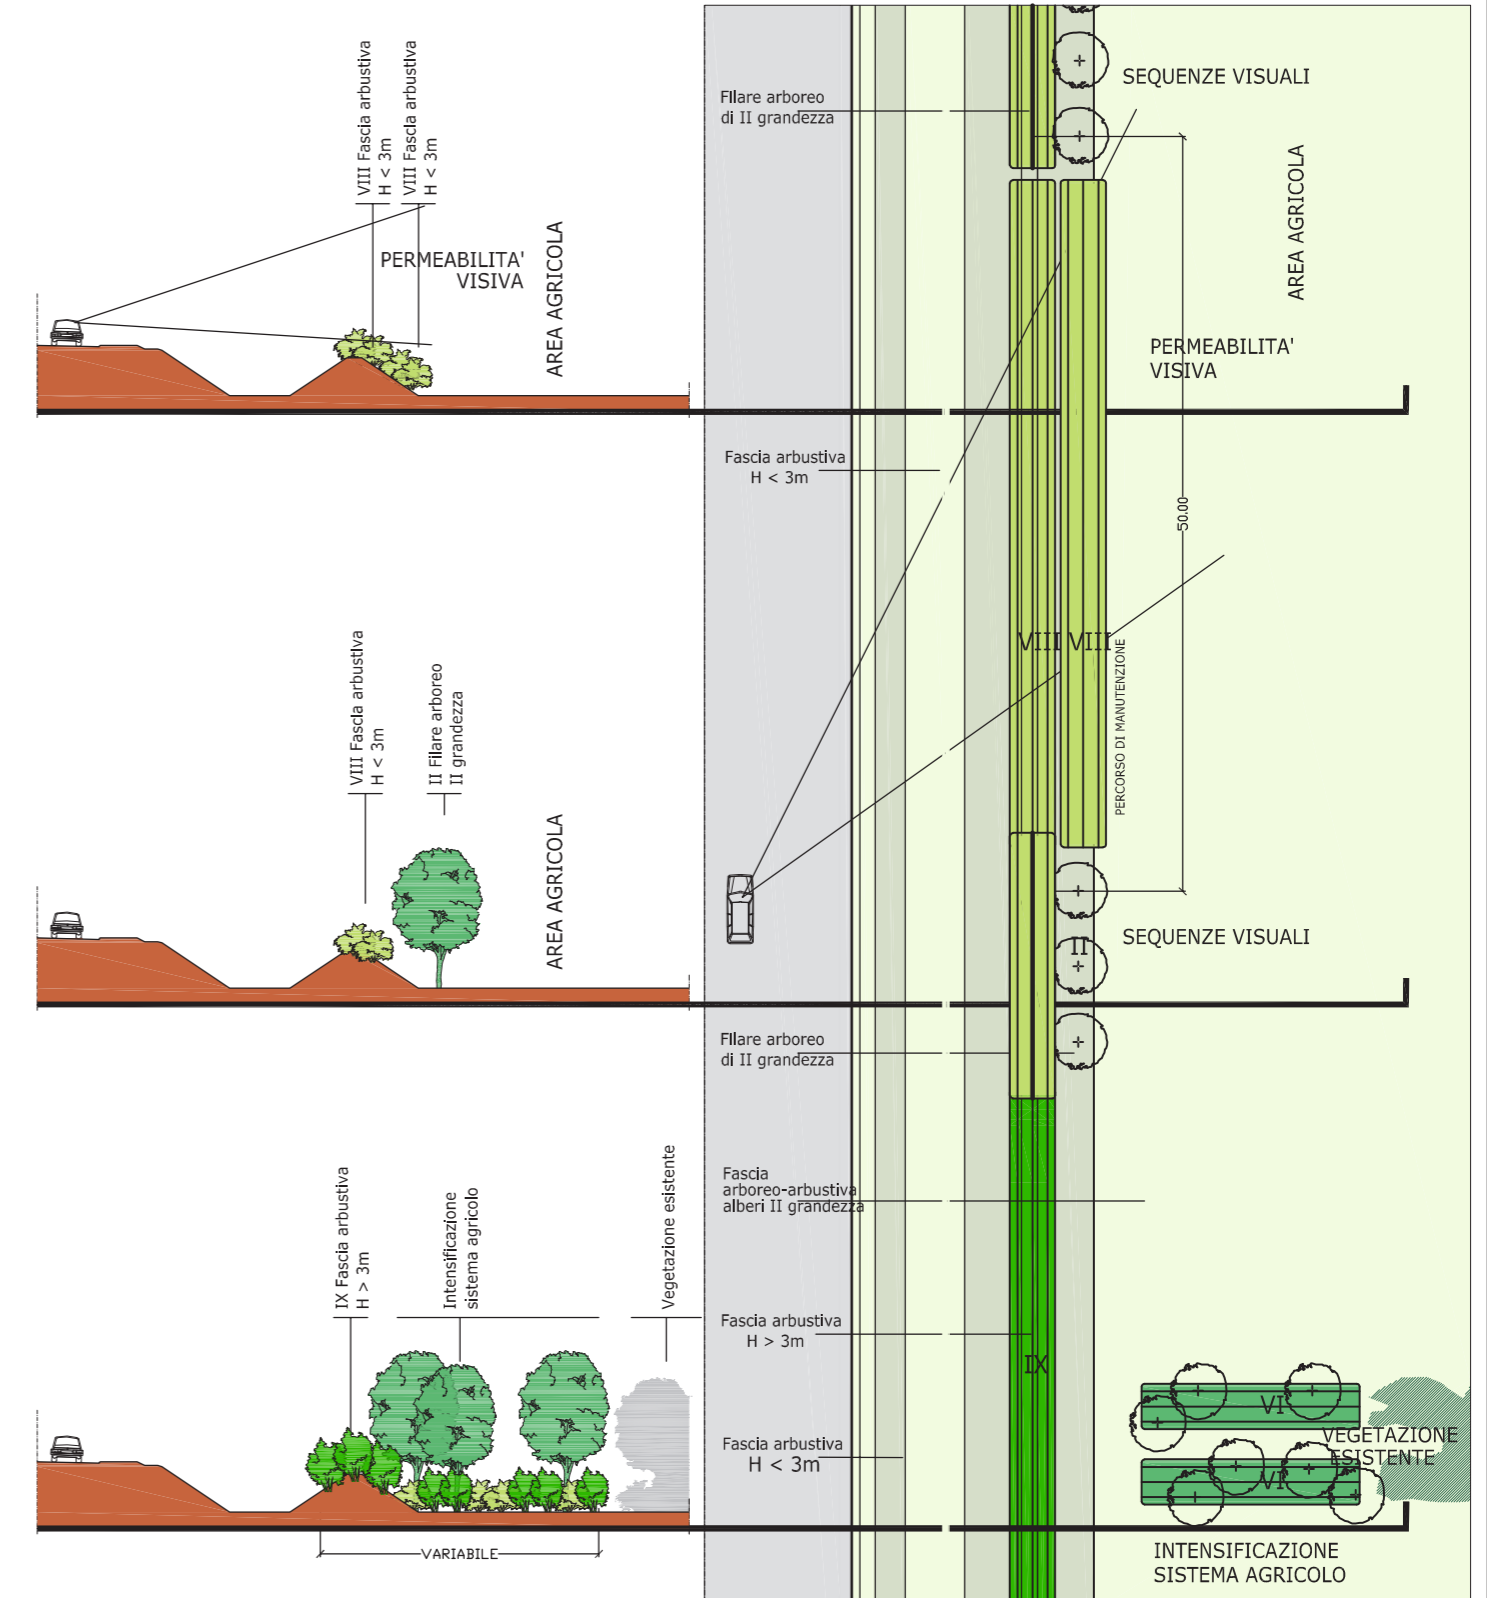 VIII Fascia arbustiva
H < 3m
VIII Fascia arbustiva
H < 3m
PERMEABILITA'
VISIVA
AREA AGRICOLA
Filare arboreo
di II grandezza
SEQUENZE VISUALI
AREA AGRICOLA
PERMEABILITA'
VISIVA
Fascia arbustiva
H < 3m
50.00
VIII
VIII
PERCORSO DI MANUTENZIONE
VIII Fascia arbustiva
H < 3m
II Filare arboreo
II grandezza
AREA AGRICOLA
II
SEQUENZE VISUALI
Filare arboreo
di II grandezza
IX Fascia arbustiva
H > 3m
Intensificazione
sistema agricolo
Vegetazione esistente
Fascia
arboreo-arbustiva
alberi II grandezza
Fascia arbustiva
H > 3m
IX
Fascia arbustiva
H < 3m
VI
VEGETAZIONE
ESISTENTE
VI
VARIABILE
INTENSIFICAZIONE
SISTEMA AGRICOLO